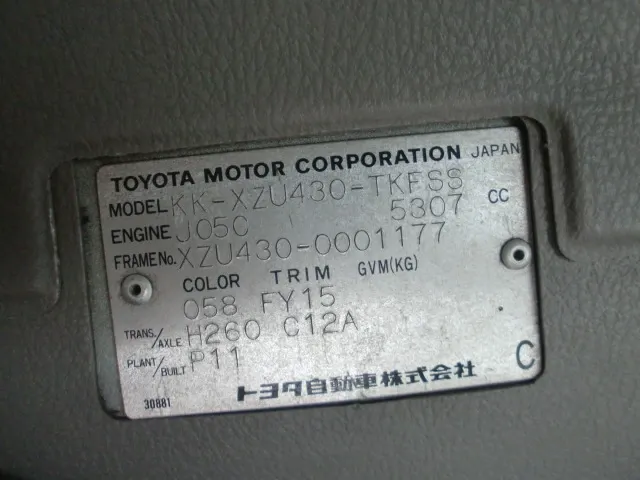 TOYOTA MOTOR CORPORATION JAPAN
MODEL KK-XZU430-TKFSS
ENGINE J05C 5307 CC
FRAME No. XZU430-0001177
COLOR TRIM GVM(KG)
058 FY15
TRANS./AXLE H260 C12A
PLANT/BUILT P11
トヨタ自動車株式会社 C
30881